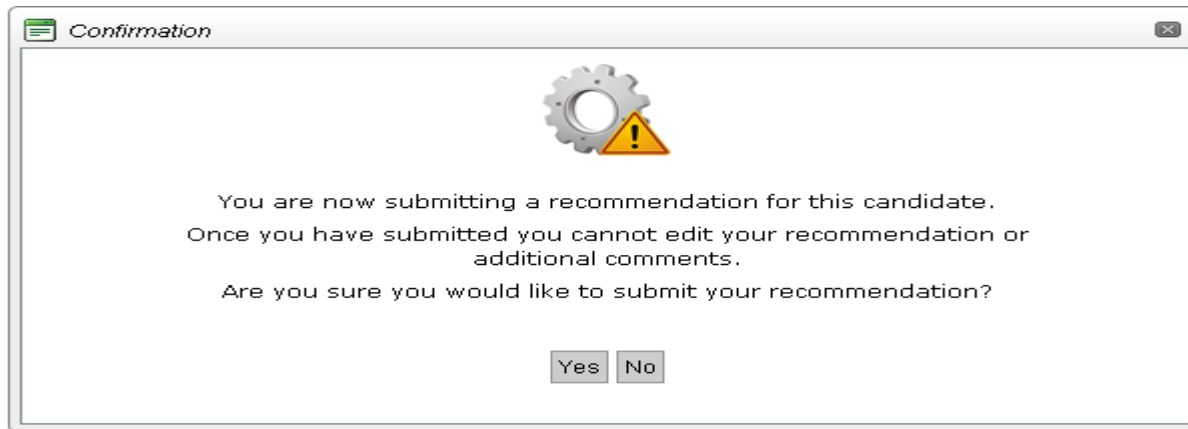 Confirmation
You are now submitting a recommendation for this candidate.
Once you have submitted you cannot edit your recommendation or
additional comments.
Are you sure you would like to submit your recommendation?
Yes No